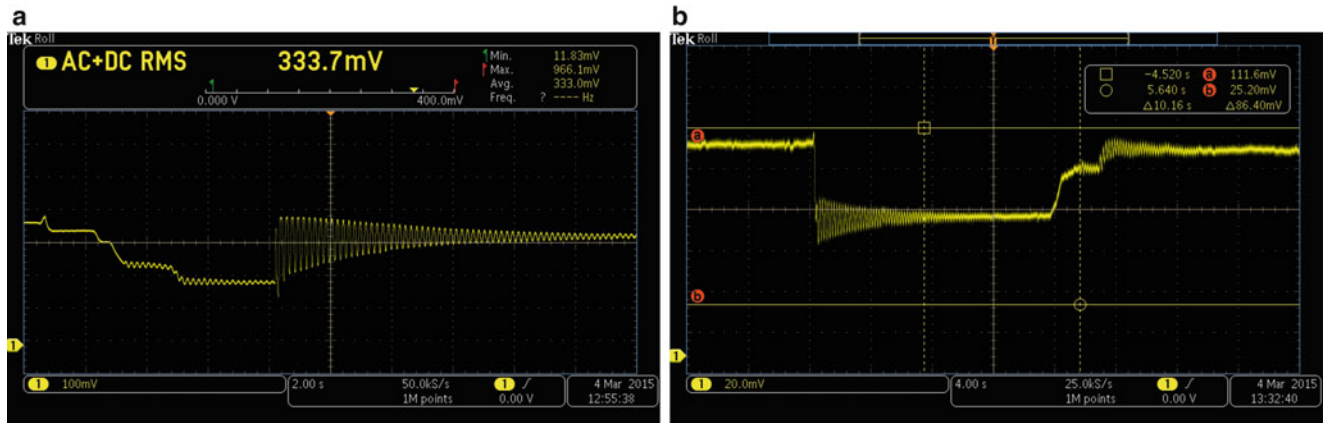 a
Tek Roll
1 AC+DC RMS 333.7mV
Min. 11.83mV
Max. 966.1mV
Avg. 333.0mV
Freq. ? ---- Hz
0.000 V 400.0mV
1
1 100mV
2.00 s 50.0kS/s
1M points
1
0.00 V
4 Mar 2015
12:55:38
b
Tek Roll
-4.520 s a 111.6mV
5.640 s b 25.20mV
△10.16 s △86.40mV
a
b
1
1 20.0mV
4.00 s 25.0kS/s
1M points
1
0.00 V
4 Mar 2015
13:32:40